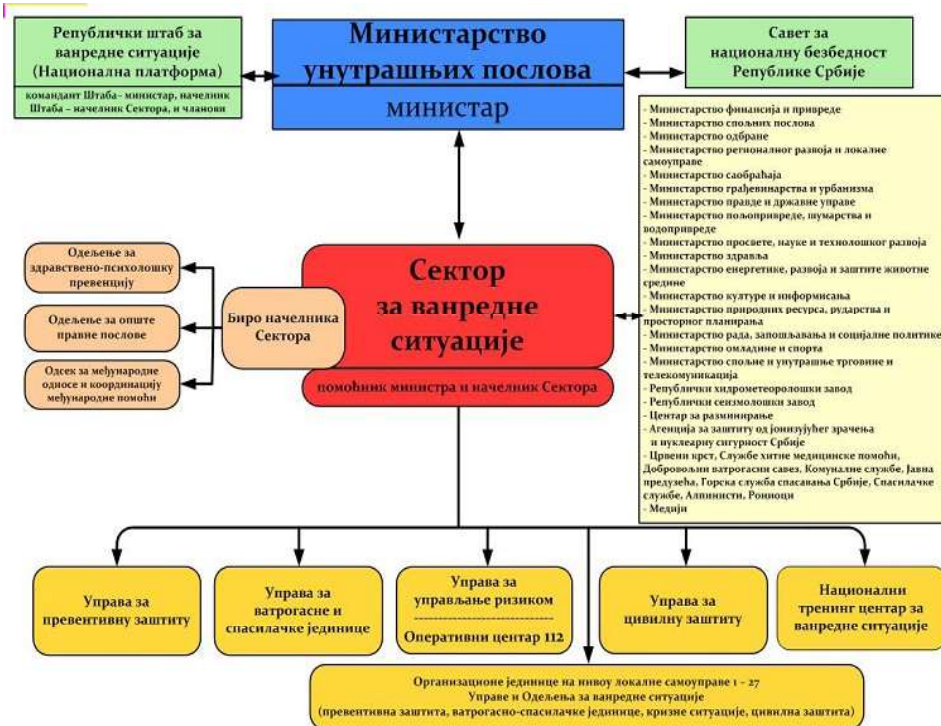 Републички штаб за
ванредне ситуације
(Национална платформа)
командант Штаба– министар, начелник
Штаба – начелник Сектора, и чланови
Министарство
унутрашњих послова
министар
Савет за
националну безбедност
Републике Србије
- Министарство финансија и привреде
- Министство спољних послова
- Министарство одбране
- Министарство регионалног развоја и локалне
самоуправе
- Министарство саобраћаја
- Министарство грађевинарства и урбанизма
- Министарство правде и државне управе
- Министарство пољопривреде, шумарства и
водопривреде
- Министарство просвете, науке и технолошког развоја
- Министарство здравља
- Министарство енергетике, развоја и заштите животне
средине
- Министарство културе и информисања
- Министарство природних ресурса, рударства и
просторног планирања
- Министарство рада, запошљавања и социјалне политике
- Министарство омладине и спорта
- Министарство спољне и унутрашње трговине и
телекомуникација
- Републички хидрометеоролошки завод
- Републички сеизмолошки завод
- Центар за разминирање
- Агенција за заштиту од јонизујућег зрачења
и нуклеарну сигурност Србије
- Црвени крст, Службе хитне медицинске помоћи,
Добровољни ватрогасни савез, Комуналне службе, Јавна
предузећа, Горска служба спасавања Србије, Спасилачке
службе, Алпинисти, Рониоци
- Медији
Одељење за
здравствено-психолошку
превенцију
Одељење за опште
правне послове
Одсек за међународне
односе и координацију
међународне помоћи
Биро начелника
Сектора
Сектор
за ванредне
ситуације
помоћник министра и начелник Сектора
Управа за
превентивну заштиту
Управа за
ватрогасне и
спасилачке јединице
Управа за
управљање ризиком
------------------------------
Оперативни центар 112
Управа за
цивилну заштиту
Национални
тренинг центар за
ванредне ситуације
Организационе јединице на нивоу локалне самоуправе 1 – 27
Управе и Одељења за ванредне ситуације
(превентивна заштита, ватрогасно-спасилачке јединице, кризне ситуације, цивилна заштита)